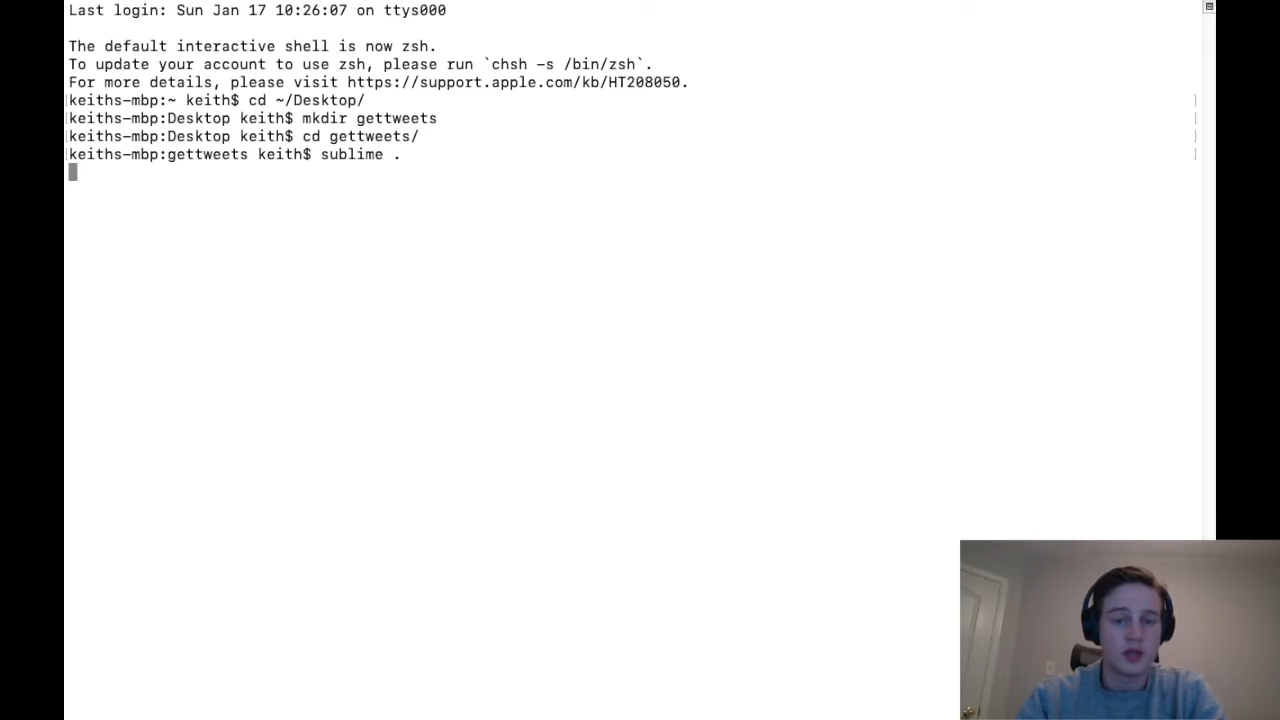 Last login: Sun Jan 17 10:26:07 on ttys000
The default interactive shell is now zsh.
To update your account to use zsh, please run `chsh -s /bin/zsh`.
For more details, please visit https://support.apple.com/kb/HT208050.
[keiths-mbp:~ keith$ cd ~/Desktop/ ]
[keiths-mbp:Desktop keith$ mkdir gettweets ]
[keiths-mbp:Desktop keith$ cd gettweets/ ]
[keiths-mbp:gettweets keith$ sublime . ]